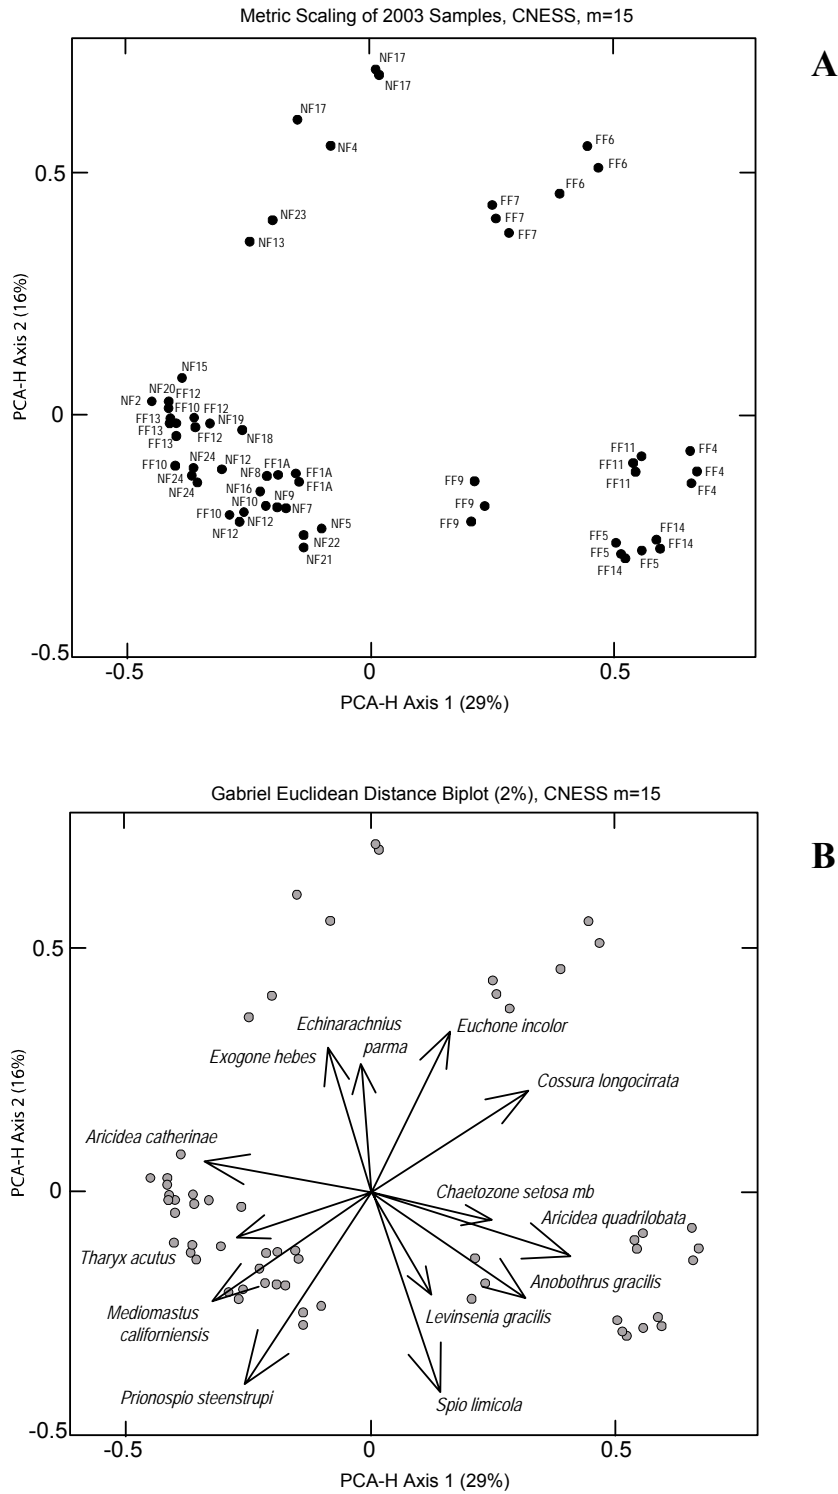 Metric Scaling of 2003 Samples, CNESS, m=15
A
NF17
NF17
NF17
NF4
FF6
FF6
FF6
FF7
FF7
FF7
NF23
NF13
0.5
PCA-H Axis 2 (16%)
0
-0.5
NF15
NF20
FF12
NF2
FF10
FF12
FF13
NF19
FF13
FF12
NF18
FF13
FF10
NF24
NF12
NF8
FF1A
FF1A
NF24
FF1A
NF24
NF16
NF9
NF10
NF7
FF10
NF12
NF12
NF5
NF22
NF21
FF9
FF9
FF9
FF11
FF11
FF11
FF4
FF4
FF4
FF5
FF14
FF5
FF14
FF14
FF5
-0.5
0
0.5
PCA-H Axis 1 (29%)
Gabriel Euclidean Distance Biplot (2%), CNESS m=15
B
0.5
PCA-H Axis 2 (16%)
0
-0.5
Echinarachnius
parma
Euchone incolor
Exogone hebes
Cossura longocirrata
Aricidea catherinae
Chaetozone setosa mb
Aricidea quadrilobata
Tharyx acutus
Anobothrus gracilis
Mediomastus
californiensis
Levinsenia gracilis
Prionospio steenstrupi
Spio limicola
-0.5
0
0.5
PCA-H Axis 1 (29%)